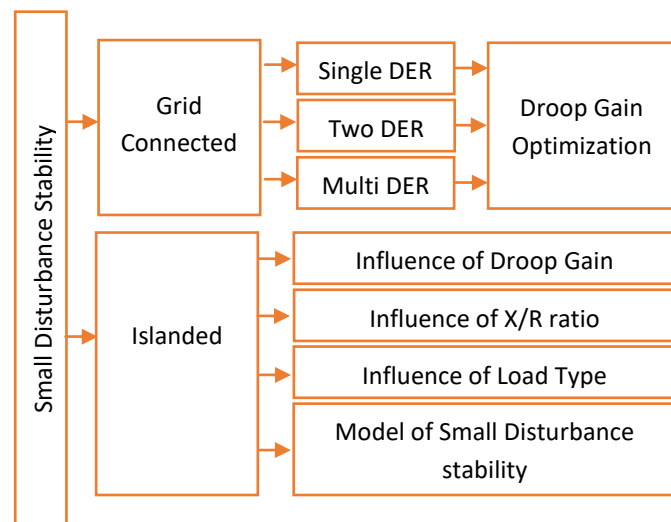 Small Disturbance Stability
Grid
Connected
Single DER
Two DER
Multi DER
Droop Gain
Optimization
Islanded
Influence of Droop Gain
Influence of X/R ratio
Influence of Load Type
Model of Small Disturbance
stability